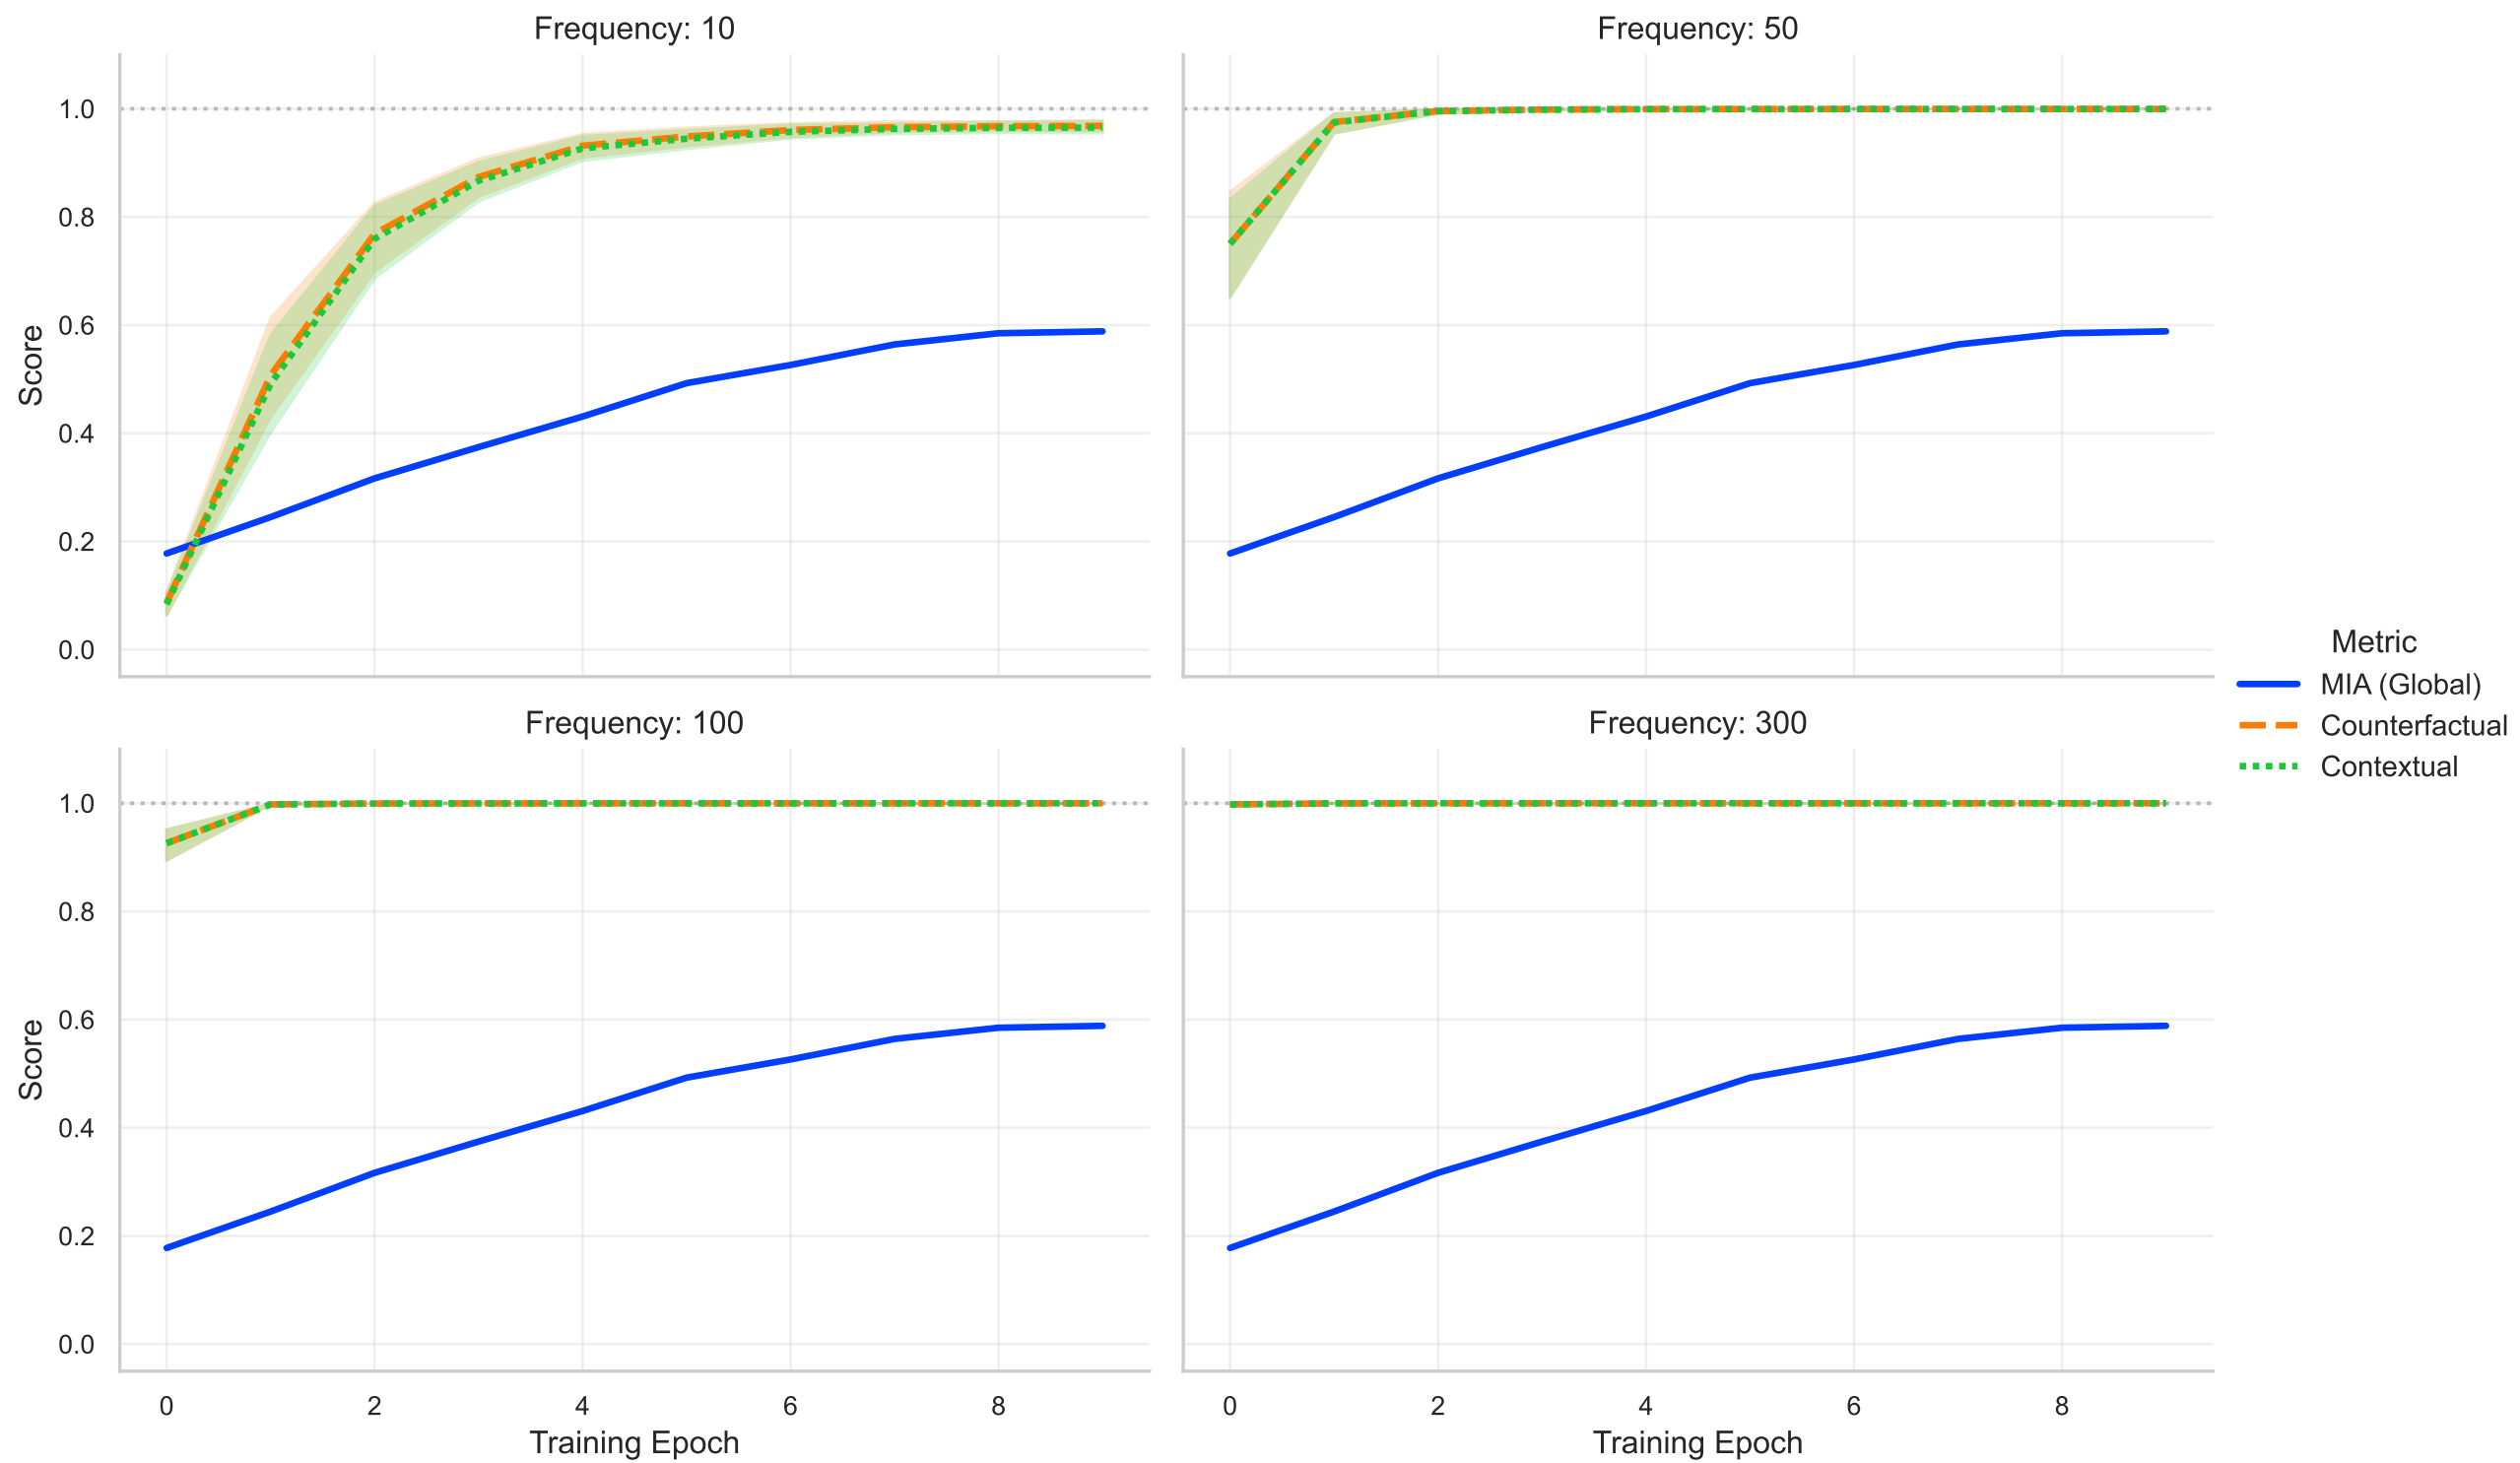 Frequency: 10
Frequency: 50
1.0
0.8
0.6
0.4
0.2
0.0
Score
Metric
MIA (Global)
Counterfactual
Contextual
Frequency: 100
Frequency: 300
1.0
0.8
0.6
0.4
0.2
0.0
Score
0 2 4 6 8
0 2 4 6 8
Training Epoch
Training Epoch